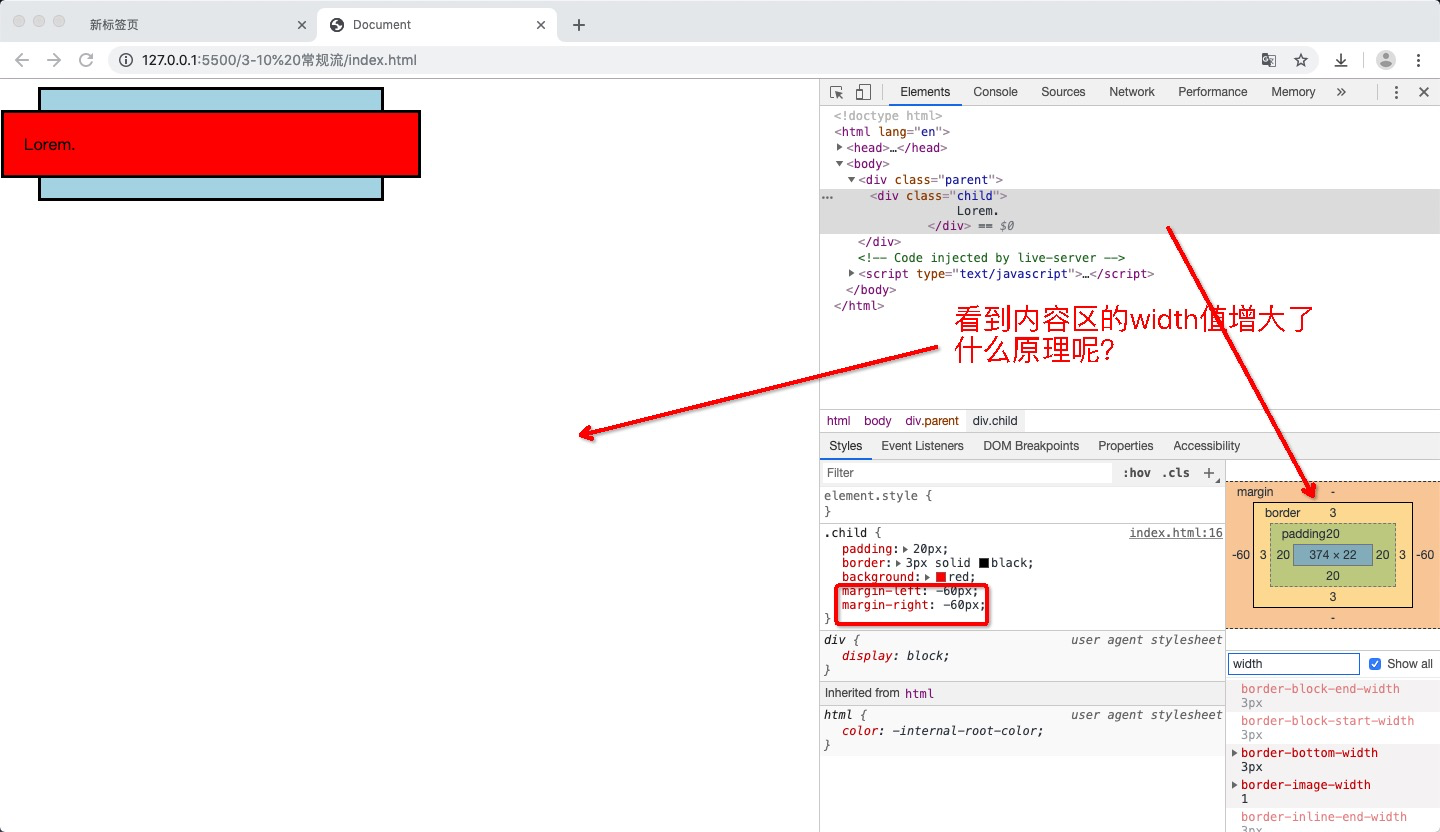 新标签页
Document
127.0.0.1:5500/3-10%20常规流/index.html
Lorem.
Elements Console Sources Network Performance Memory »
<!doctype html>
<html lang="en">
<head>…</head>
<body>
<div class="parent">
<div class="child">
Lorem.
</div> == $0
</div>
<!-- Code injected by live-server -->
<script type="text/javascript">…</script>
</body>
</html>
看到内容区的width值增大了
什么原理呢?
html body div.parent div.child
Styles Event Listeners DOM Breakpoints Properties Accessibility
Filter :hov .cls +
element.style {
}
.child { index.html:16
padding: 20px;
border: 3px solid black;
background: red;
margin-left: -60px;
margin-right: -60px;
}
div { user agent stylesheet
display: block;
}
Inherited from html
html { user agent stylesheet
color: -internal-root-color;
}
margin -
border 3
padding20
-60 3 20 374 × 22 20 3 -60
20
3
-
width Show all
border-block-end-width
3px
border-block-start-width
3px
border-bottom-width
3px
border-image-width
1
border-inline-end-width
3px